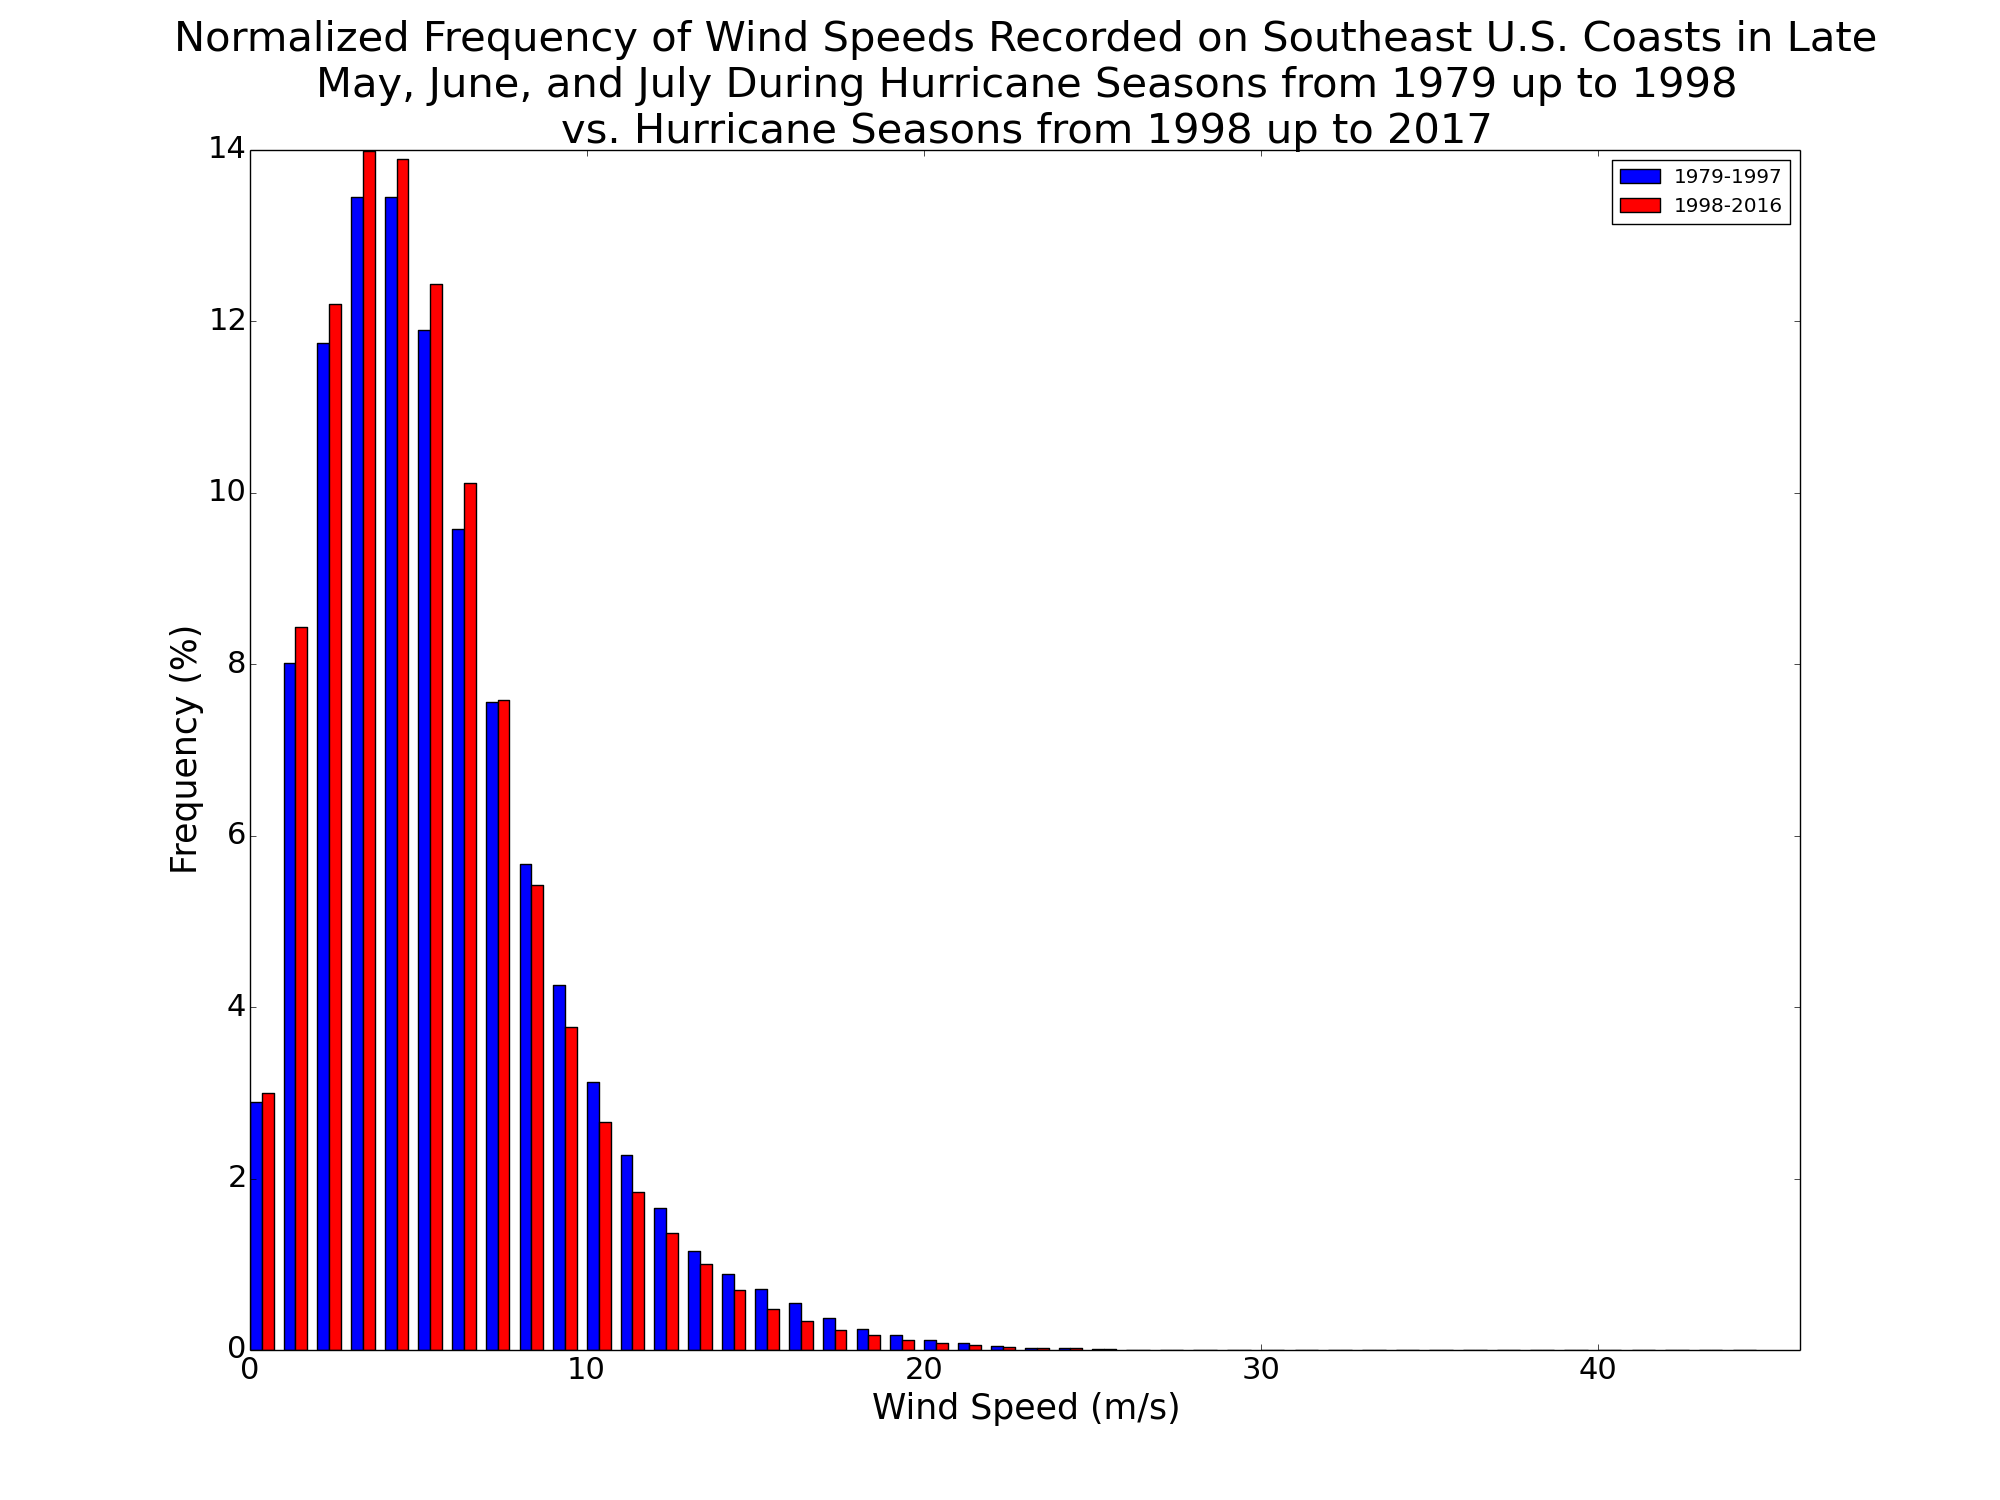 Normalized Frequency of Wind Speeds Recorded on Southeast U.S. Coasts in Late
May, June, and July During Hurricane Seasons from 1979 up to 1998
vs. Hurricane Seasons from 1998 up to 2017
1979-1997
1998-2016
Frequency (%)
14
12
10
8
6
4
2
0
0 10 20 30 40
Wind Speed (m/s)